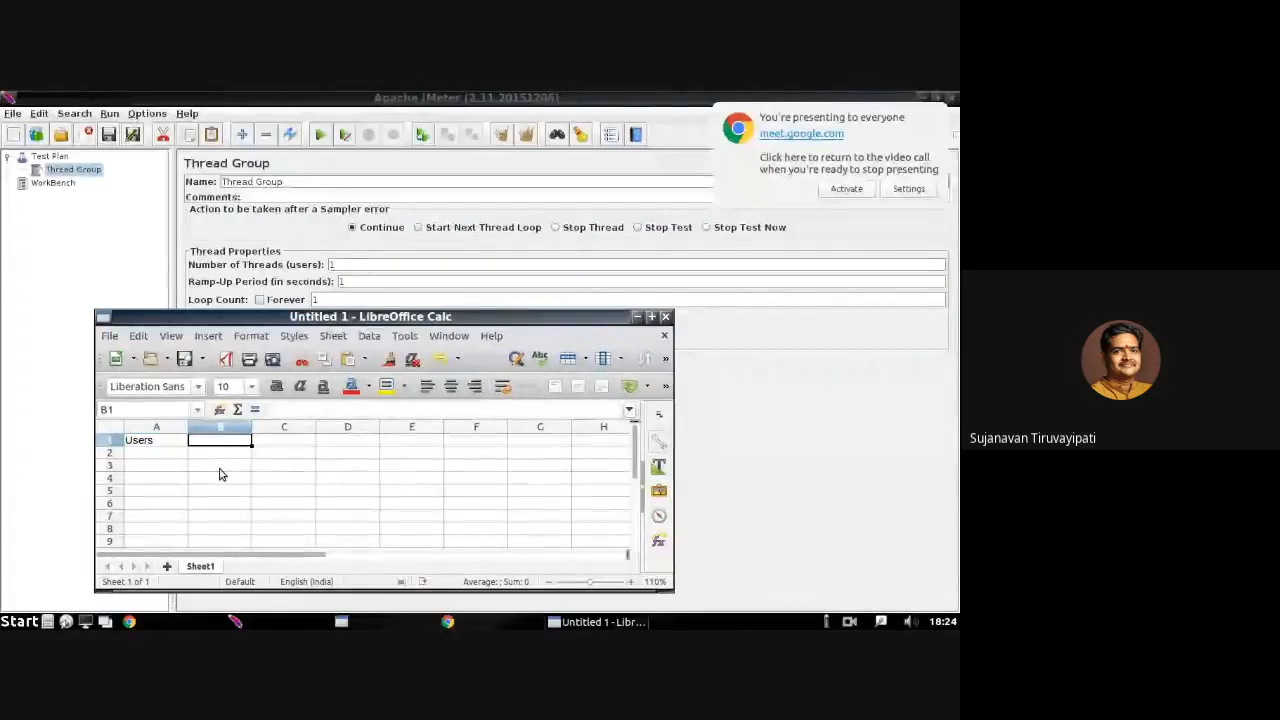 Apache JMeter (2.11.20151206)
File Edit Search Run Options Help
You're presenting to everyone
meet.google.com
Click here to return to the video call
when you're ready to stop presenting
Activate Settings
Test Plan
Thread Group
WorkBench
Thread Group
Name: Thread Group
Comments:
Action to be taken after a Sampler error
Continue Start Next Thread Loop Stop Thread Stop Test Stop Test Now
Thread Properties
Number of Threads (users): 1
Ramp-Up Period (in seconds): 1
Loop Count: Forever 1
Untitled 1 - LibreOffice Calc
File Edit View Insert Format Styles Sheet Data Tools Window Help
Liberation Sans 10
B1
A B C D E F G H
1 Users
2
3
4
5
6
7
8
9
Sheet1
Sheet 1 of 1 Default English (India) Average: ; Sum: 0 110%
Start Untitled 1 - Libr... 18:24
Sujanavan Tiruvayipati